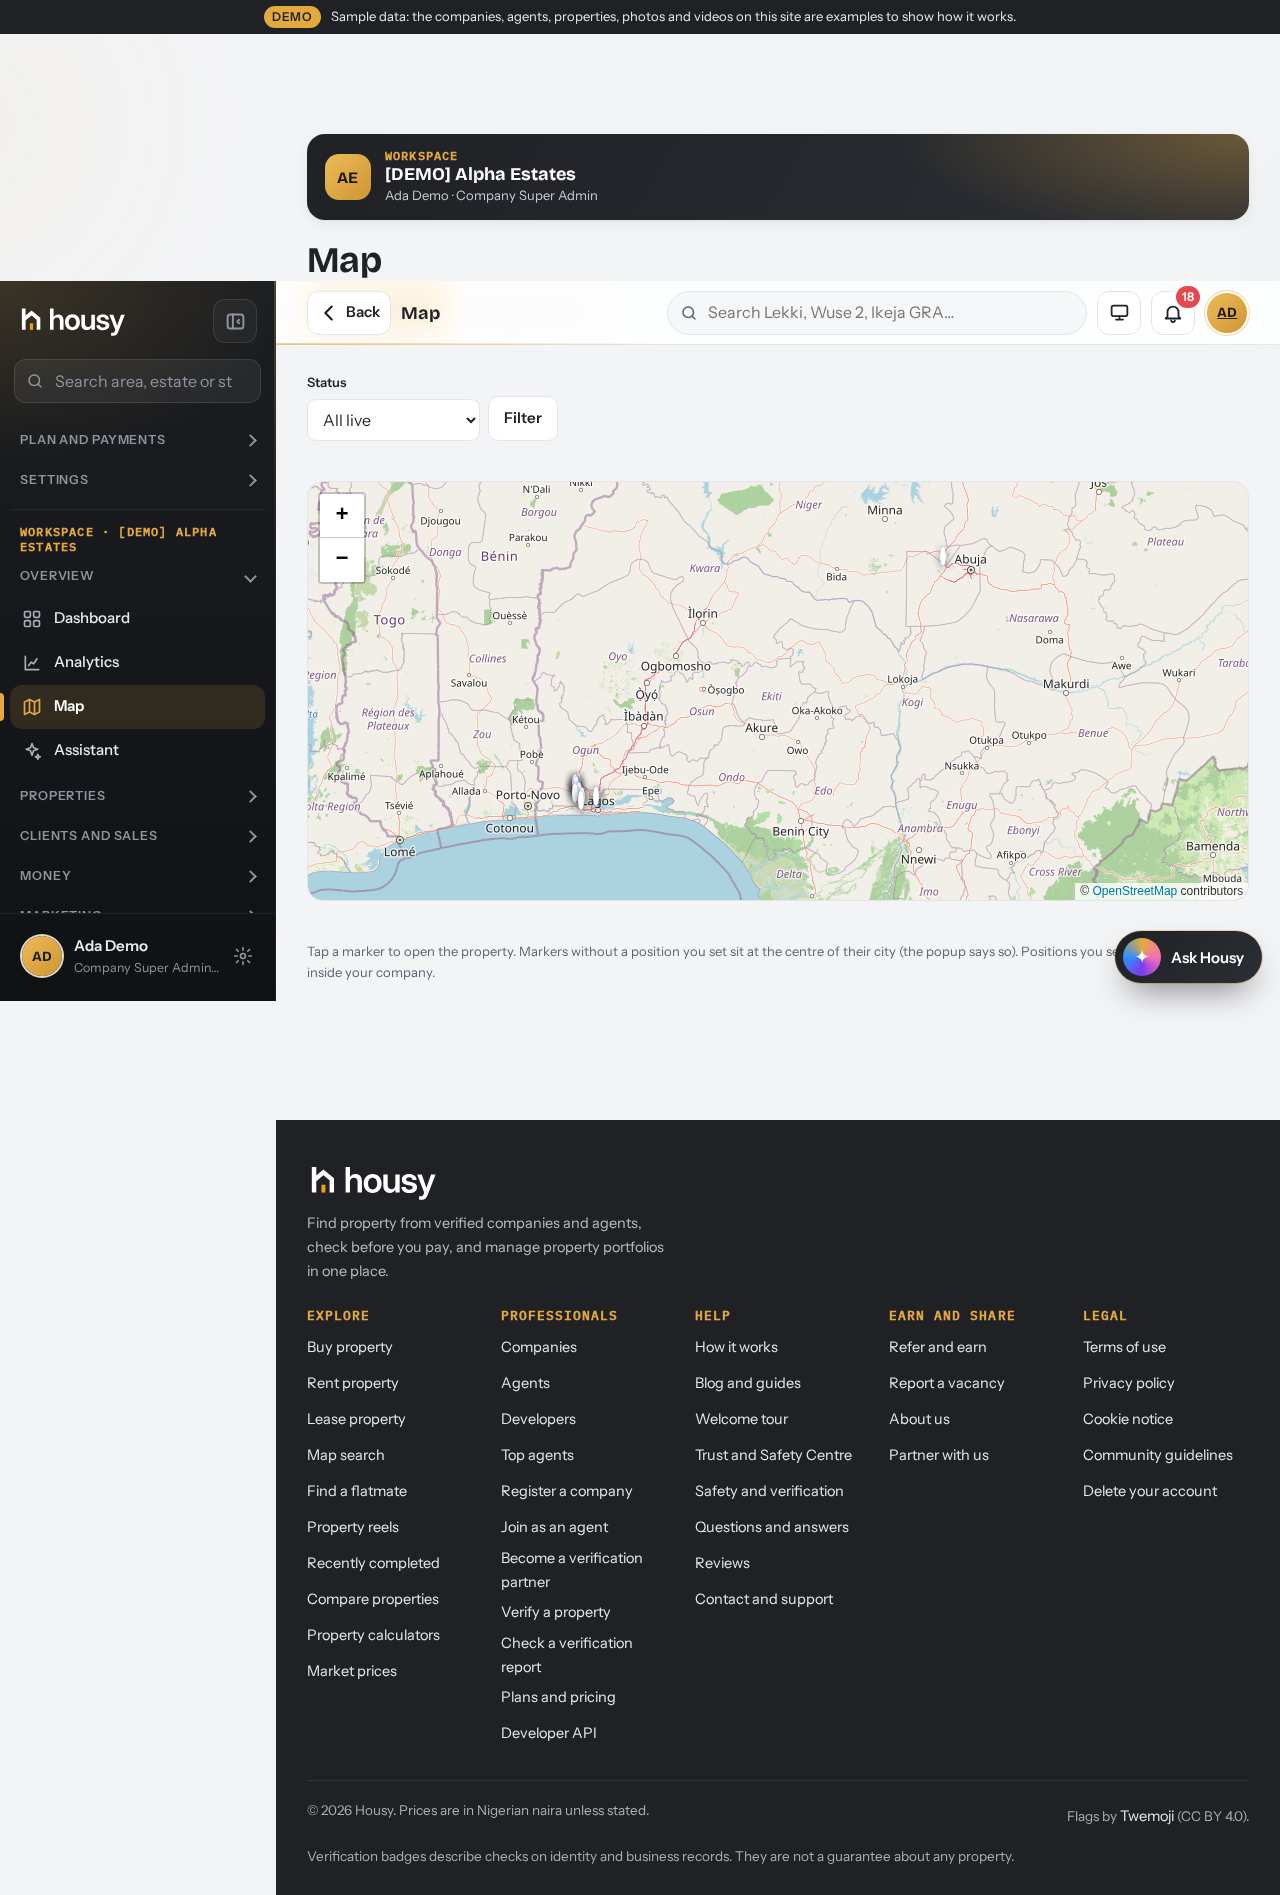 DEMO Sample data: the companies, agents, properties, photos and videos on this site are examples to show how it works.
AE
WORKSPACE
[DEMO] Alpha Estates
Ada Demo · Company Super Admin
Map
housy
Search area, estate or st
PLAN AND PAYMENTS
SETTINGS
WORKSPACE · [DEMO] ALPHA
ESTATES
OVERVIEW
Dashboard
Analytics
Map
Assistant
PROPERTIES
CLIENTS AND SALES
MONEY
AD
Ada Demo
Company Super Admin...
Back
Map
Search Lekki, Wuse 2, Ikeja GRA...
18
AD
Status
All live
Filter
+
−
N'Dali
Borgou
Djougou
Parakou
Donga
Bénin
Sokodé
Kwara
Niger
Minna
Jos
Plateau
Abuja
Bida
Togo
Ouèssè
Ìlọrin
Nasarawa
Doma
Collines
Oyo
Ogbomosho
Savalou
Òyó
Òṣogbo
Ekiti
Lokoja
Kogi
Makurdi
Awe
Wukari
Région des
Plateaux
Kétou
Zou
Ìbàdàn
Osun
Oka-Akoko
Akure
Owo
Otukpa
Otukpo
Benue
Pobè
Ogun
Nsukka
Kpalimé
Aplahoué
Ijebu-Ode
Ondo
Allada
Porto-Novo
Epe
Edo
Enugu
Tsévié
Lagos
Cotonou
Benin City
Anambra
Ebonyi
Lomé
Nnewi
Afikpo
Bamenda
Delta
Imo
Cross River
Mbouda
© OpenStreetMap contributors
Tap a marker to open the property. Markers without a position you set sit at the centre of their city (the popup says so). Positions you se
inside your company.
Ask Housy
housy
Find property from verified companies and agents,
check before you pay, and manage property portfolios
in one place.
EXPLORE
Buy property
Rent property
Lease property
Map search
Find a flatmate
Property reels
Recently completed
Compare properties
Property calculators
Market prices
PROFESSIONALS
Companies
Agents
Developers
Top agents
Register a company
Join as an agent
Become a verification
partner
Verify a property
Check a verification
report
Plans and pricing
Developer API
HELP
How it works
Blog and guides
Welcome tour
Trust and Safety Centre
Safety and verification
Questions and answers
Reviews
Contact and support
EARN AND SHARE
Refer and earn
Report a vacancy
About us
Partner with us
LEGAL
Terms of use
Privacy policy
Cookie notice
Community guidelines
Delete your account
© 2026 Housy. Prices are in Nigerian naira unless stated.
Flags by Twemoji (CC BY 4.0).
Verification badges describe checks on identity and business records. They are not a guarantee about any property.